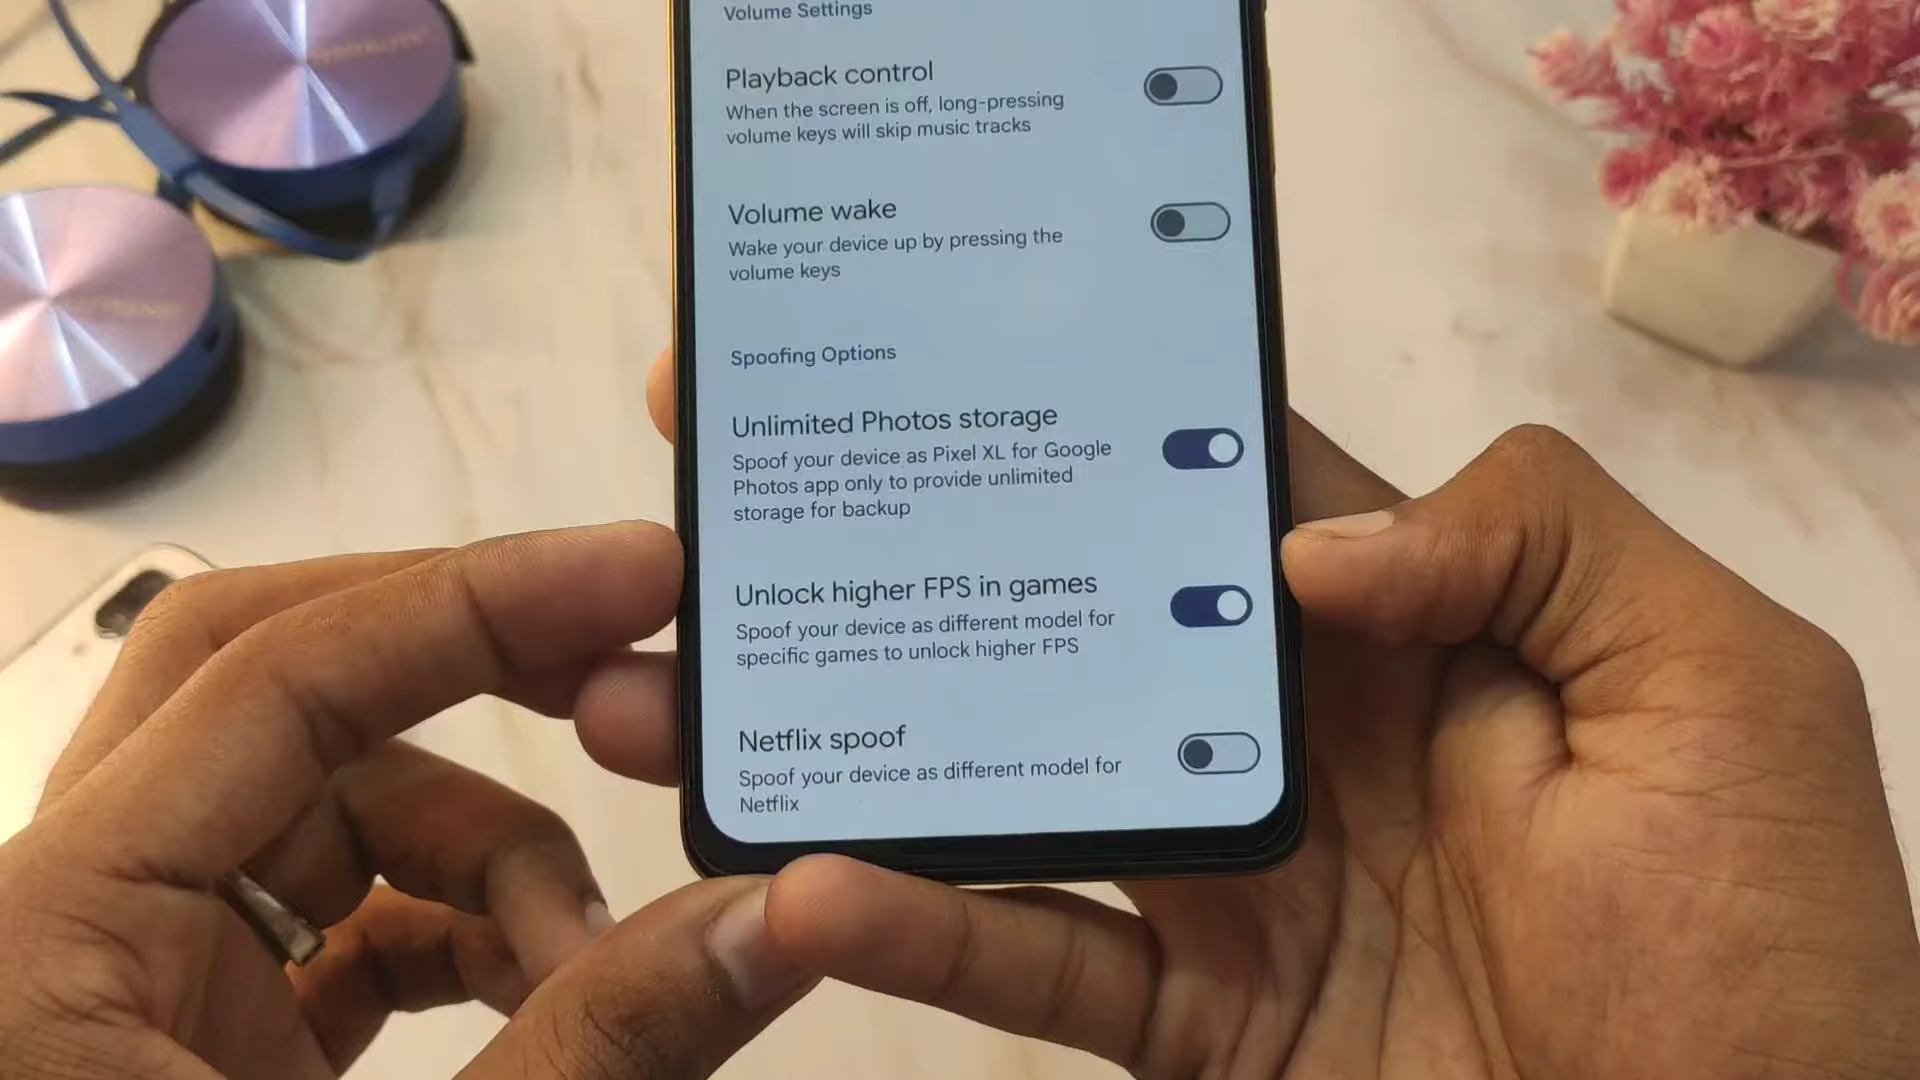 Volume Settings
Playback control
When the screen is off, long-pressing
volume keys will skip music tracks
Volume wake
Wake your device up by pressing the
volume keys
Spoofing Options
Unlimited Photos storage
Spoof your device as Pixel XL for Google
Photos app only to provide unlimited
storage for backup
Unlock higher FPS in games
Spoof your device as different model for
specific games to unlock higher FPS
Netflix spoof
Spoof your device as different model for
Netflix